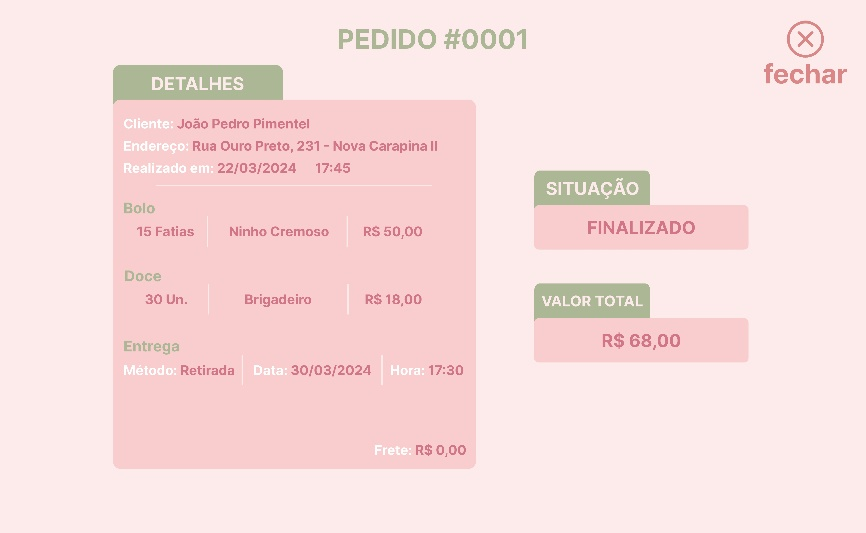 PEDIDO #0001
fechar
DETALHES
Cliente: João Pedro Pimentel
Endereço: Rua Ouro Preto, 231 - Nova Carapina II
Realizado em: 22/03/2024 17:45
Bolo
15 Fatias Ninho Cremoso R$ 50,00
Doce
30 Un. Brigadeiro R$ 18,00
Entrega
Método: Retirada Data: 30/03/2024 Hora: 17:30
Frete: R$ 0,00
SITUAÇÃO
FINALIZADO
VALOR TOTAL
R$ 68,00